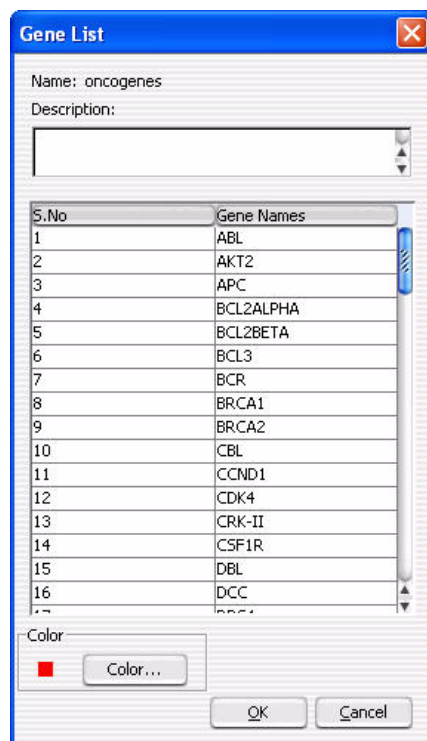 Gene List
Name: oncogenes
Description:
S.No Gene Names
1 ABL
2 AKT2
3 APC
4 BCL2ALPHA
5 BCL2BETA
6 BCL3
7 BCR
8 BRCA1
9 BRCA2
10 CBL
11 CCND1
12 CDK4
13 CRK-II
14 CSF1R
15 DBL
16 DCC
Color
Color...
OK Cancel